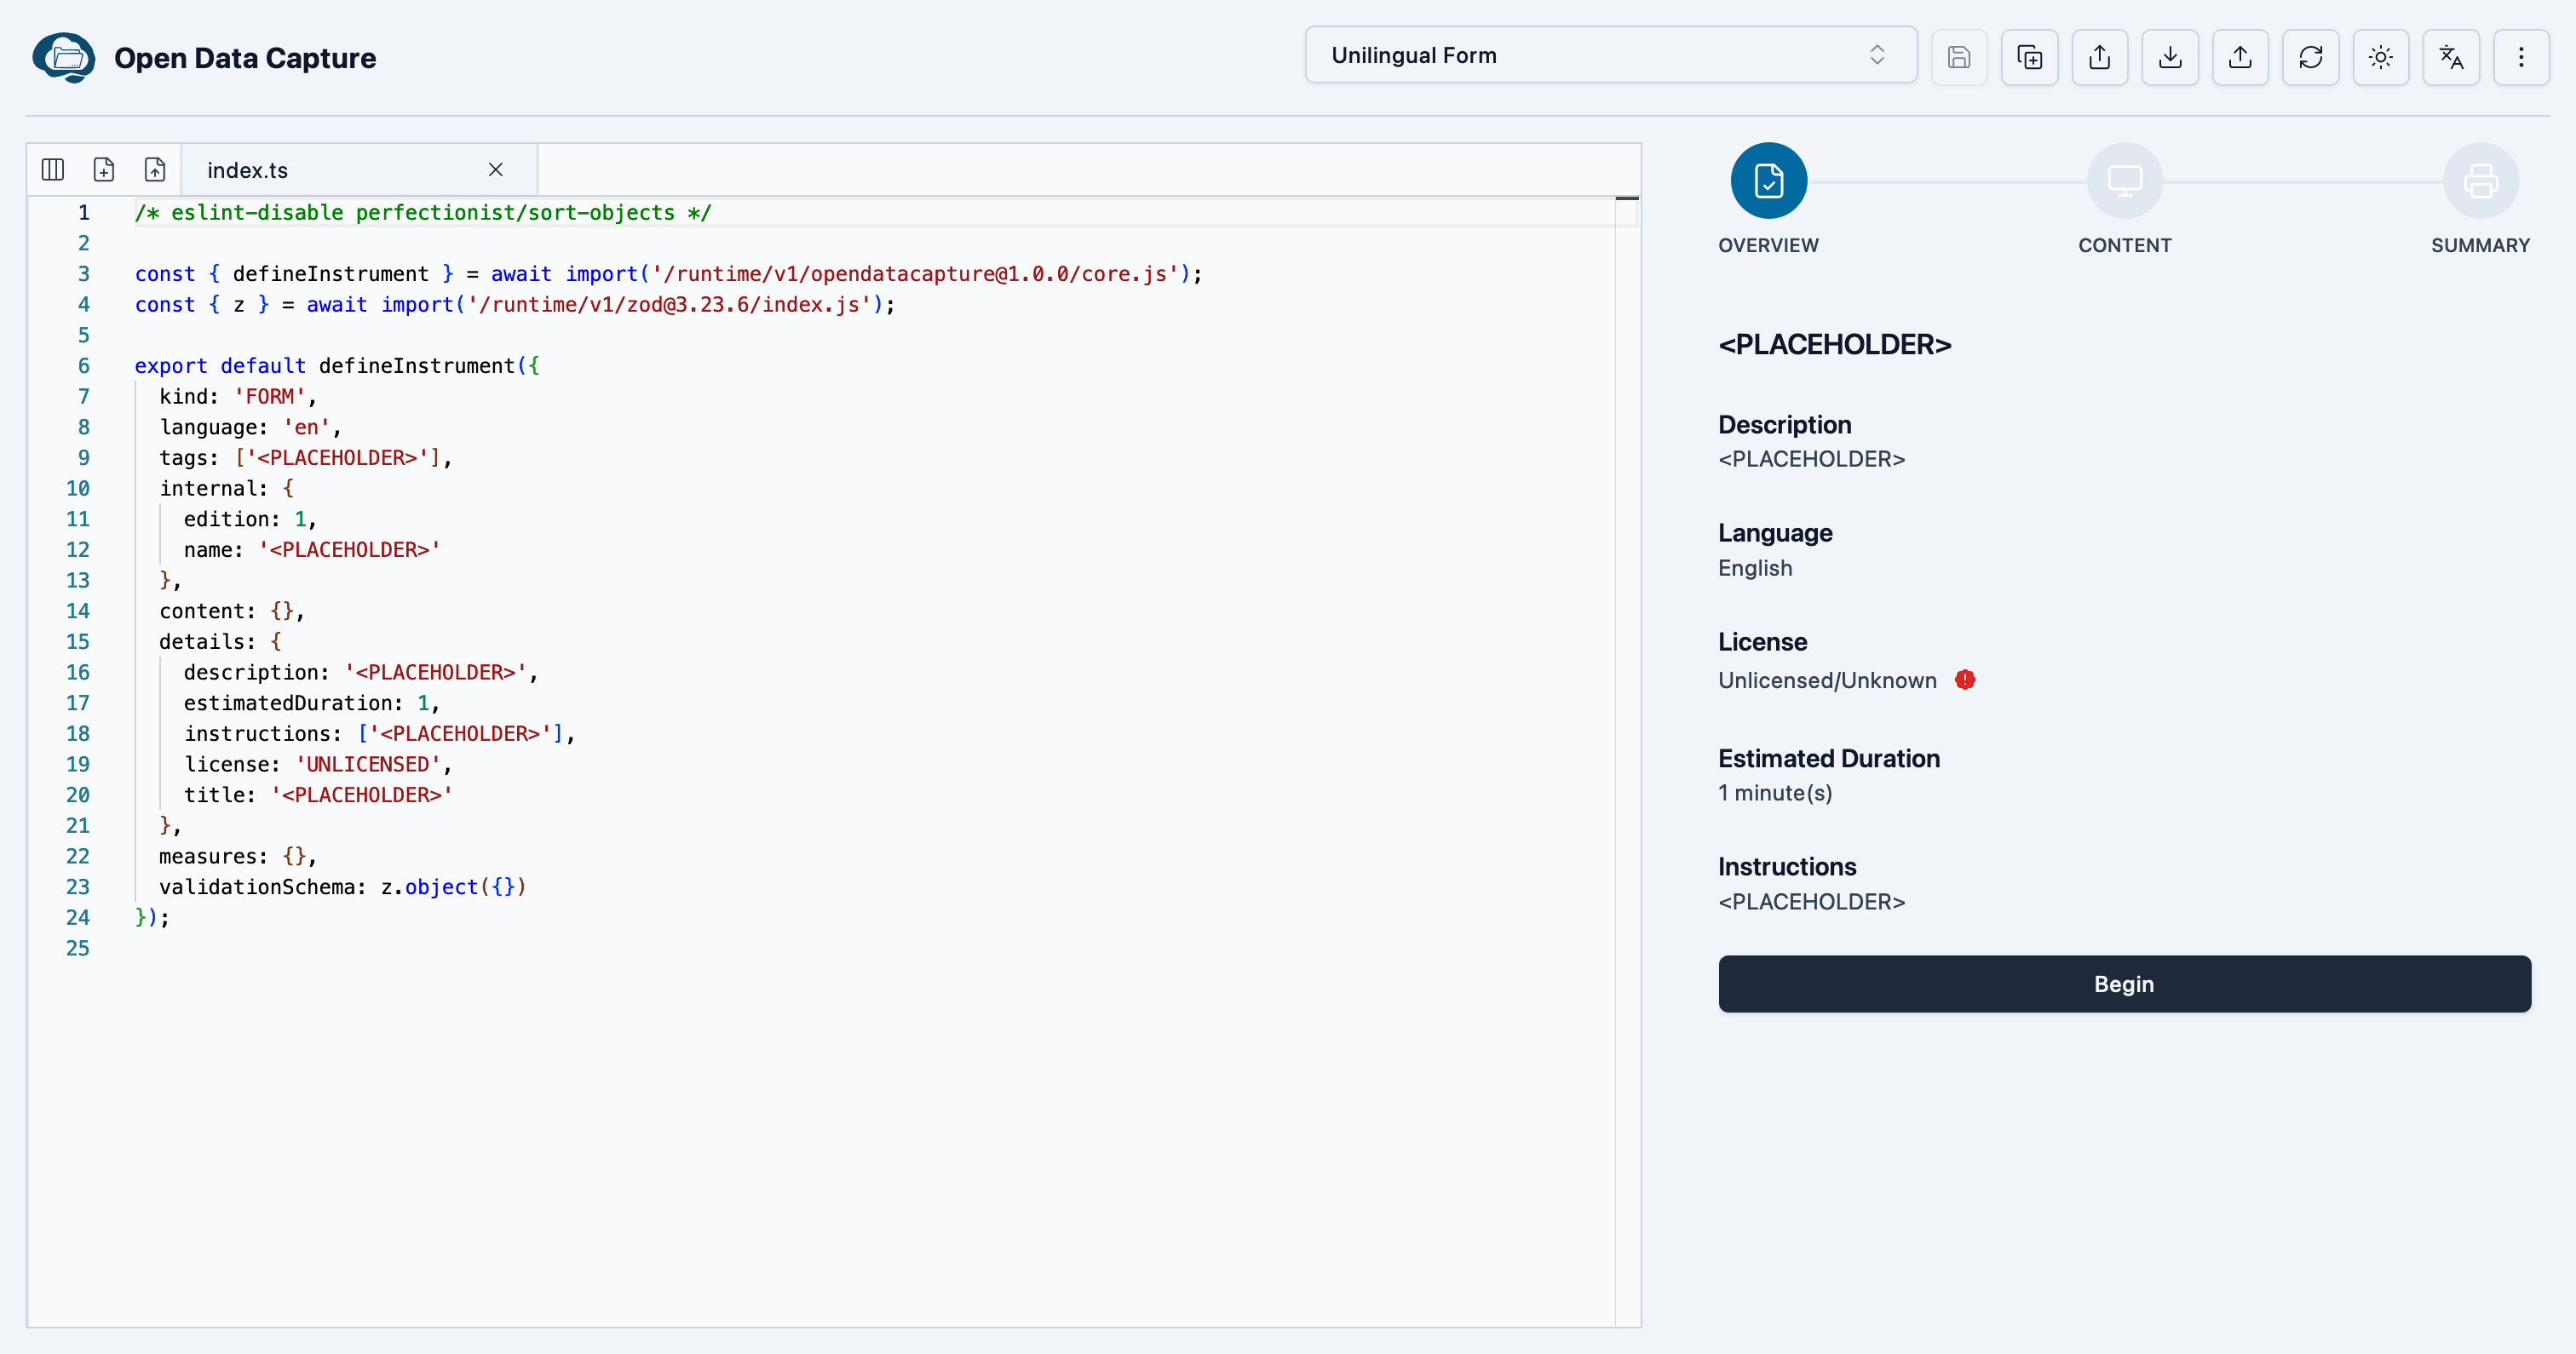 Open Data Capture
Unilingual Form
index.ts
1 /* eslint-disable perfectionist/sort-objects */
2
3 const { defineInstrument } = await import('/runtime/v1/opendatacapture@1.0.0/core.js');
4 const { z } = await import('/runtime/v1/zod@3.23.6/index.js');
5
6 export default defineInstrument({
7   kind: 'FORM',
8   language: 'en',
9   tags: ['<PLACEHOLDER>'],
10   internal: {
11     edition: 1,
12     name: '<PLACEHOLDER>'
13   },
14   content: {},
15   details: {
16     description: '<PLACEHOLDER>',
17     estimatedDuration: 1,
18     instructions: ['<PLACEHOLDER>'],
19     license: 'UNLICENSED',
20     title: '<PLACEHOLDER>'
21   },
22   measures: {},
23   validationSchema: z.object({})
24 });
25
OVERVIEW
CONTENT
SUMMARY
<PLACEHOLDER>
Description
<PLACEHOLDER>
Language
English
License
Unlicensed/Unknown
Estimated Duration
1 minute(s)
Instructions
<PLACEHOLDER>
Begin